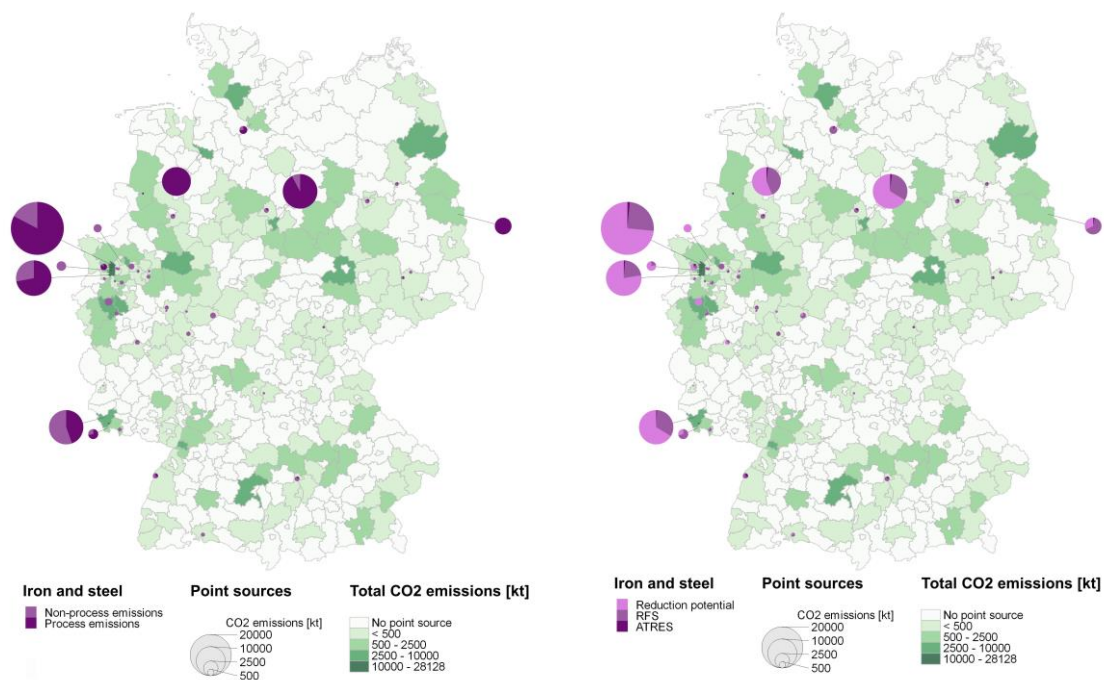 Iron and steel
Non-process emissions
Process emissions
Point sources
CO2 emissions [kt]
20000
10000
2500
500
Total CO2 emissions [kt]
No point source
< 500
500 - 2500
2500 - 10000
10000 - 28128
Iron and steel
Reduction potential
RFS
ATRES
Point sources
CO2 emissions [kt]
20000
10000
2500
500
Total CO2 emissions [kt]
No point source
< 500
500 - 2500
2500 - 10000
10000 - 28128